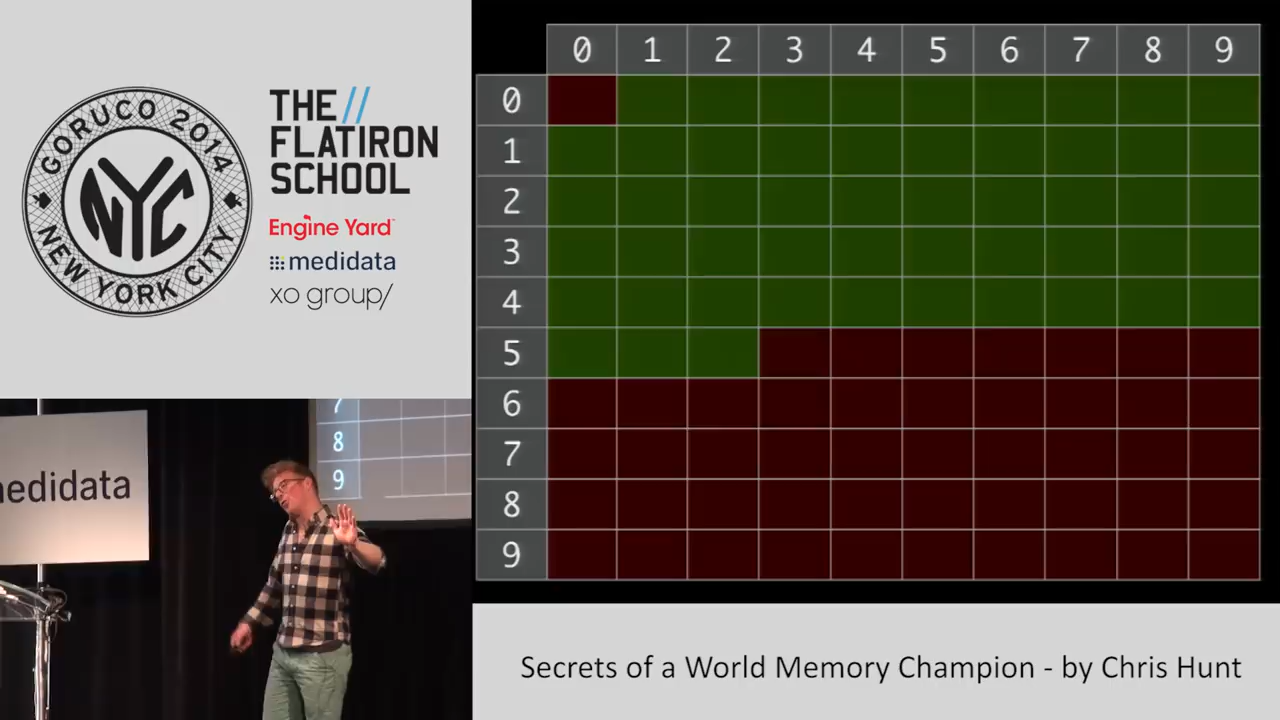 GORUCO 2014
NYC
NEW YORK CITY
THE //
FLATIRON
SCHOOL
Engine Yard
medidata
xo group/
0 1 2 3 4 5 6 7 8 9
0
1
2
3
4
5
6
7
8
9
7
8
9
medidata
Secrets of a World Memory Champion - by Chris Hunt